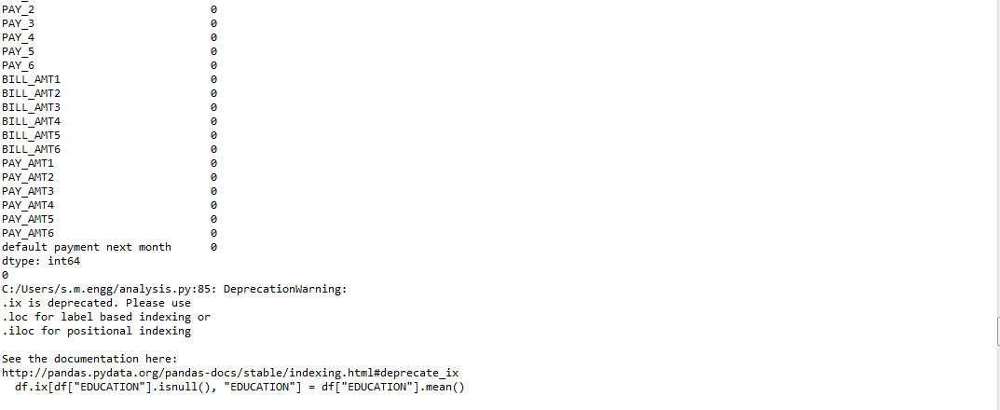 PAY_2 0
PAY_3 0
PAY_4 0
PAY_5 0
PAY_6 0
BILL_AMT1 0
BILL_AMT2 0
BILL_AMT3 0
BILL_AMT4 0
BILL_AMT5 0
BILL_AMT6 0
PAY_AMT1 0
PAY_AMT2 0
PAY_AMT3 0
PAY_AMT4 0
PAY_AMT5 0
PAY_AMT6 0
default payment next month 0
dtype: int64
0
C:/Users/s.m.engg/analysis.py:85: DeprecationWarning:
.ix is deprecated. Please use
.loc for label based indexing or
.iloc for positional indexing
See the documentation here:
http://pandas.pydata.org/pandas-docs/stable/indexing.html#deprecate_ix
df.ix[df["EDUCATION"].isnull(), "EDUCATION"] = df["EDUCATION"].mean()